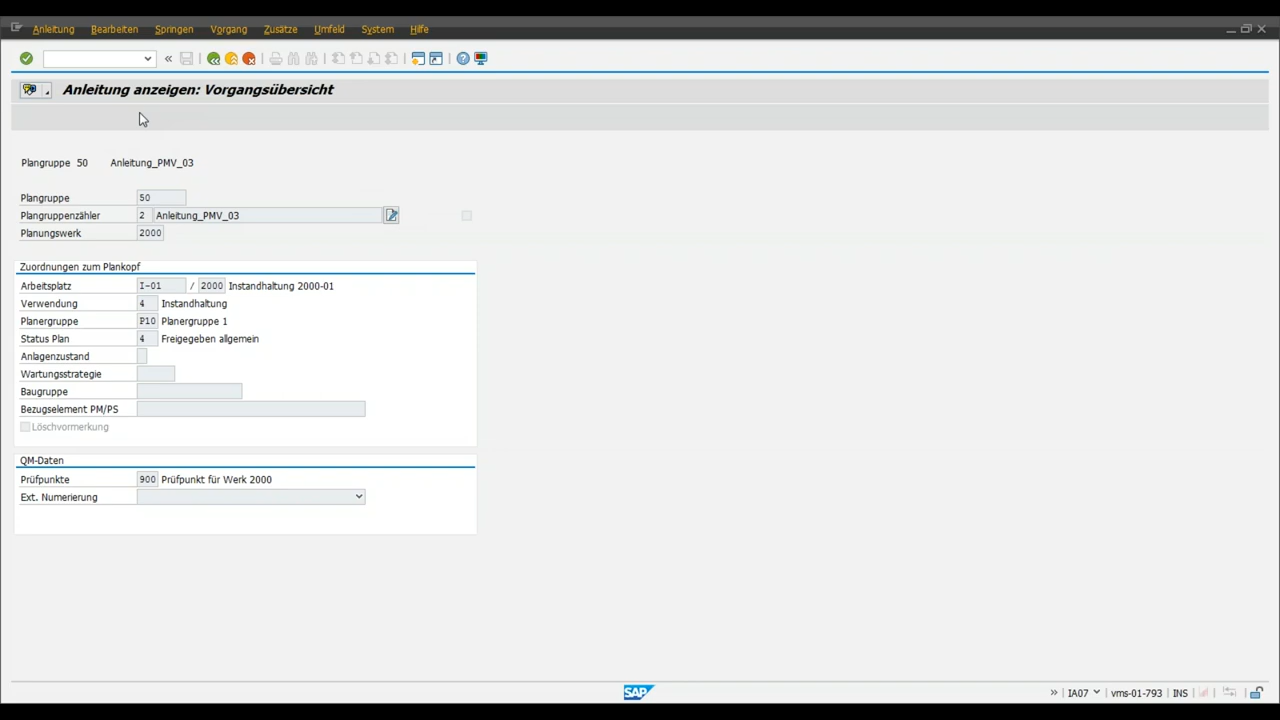 Anleitung Bearbeiten Springen Vorgang Zusätze Umfeld System Hilfe
Anleitung anzeigen: Vorgangsübersicht
Plangruppe 50 Anleitung_PMV_03
Plangruppe 50
Plangruppenzähler 2 Anleitung_PMV_03
Planungswerk 2000
Zuordnungen zum Plankopf
Arbeitsplatz I-01 / 2000 Instandhaltung 2000-01
Verwendung 4 Instandhaltung
Planergruppe P10 Planergruppe 1
Status Plan 4 Freigegeben allgemein
Anlagenzustand
Wartungsstrategie
Baugruppe
Bezugselement PM/PS
Löschvormerkung
QM-Daten
Prüfpunkte 900 Prüfpunkt für Werk 2000
Ext. Numerierung
SAP IA07 vms-01-793 INS